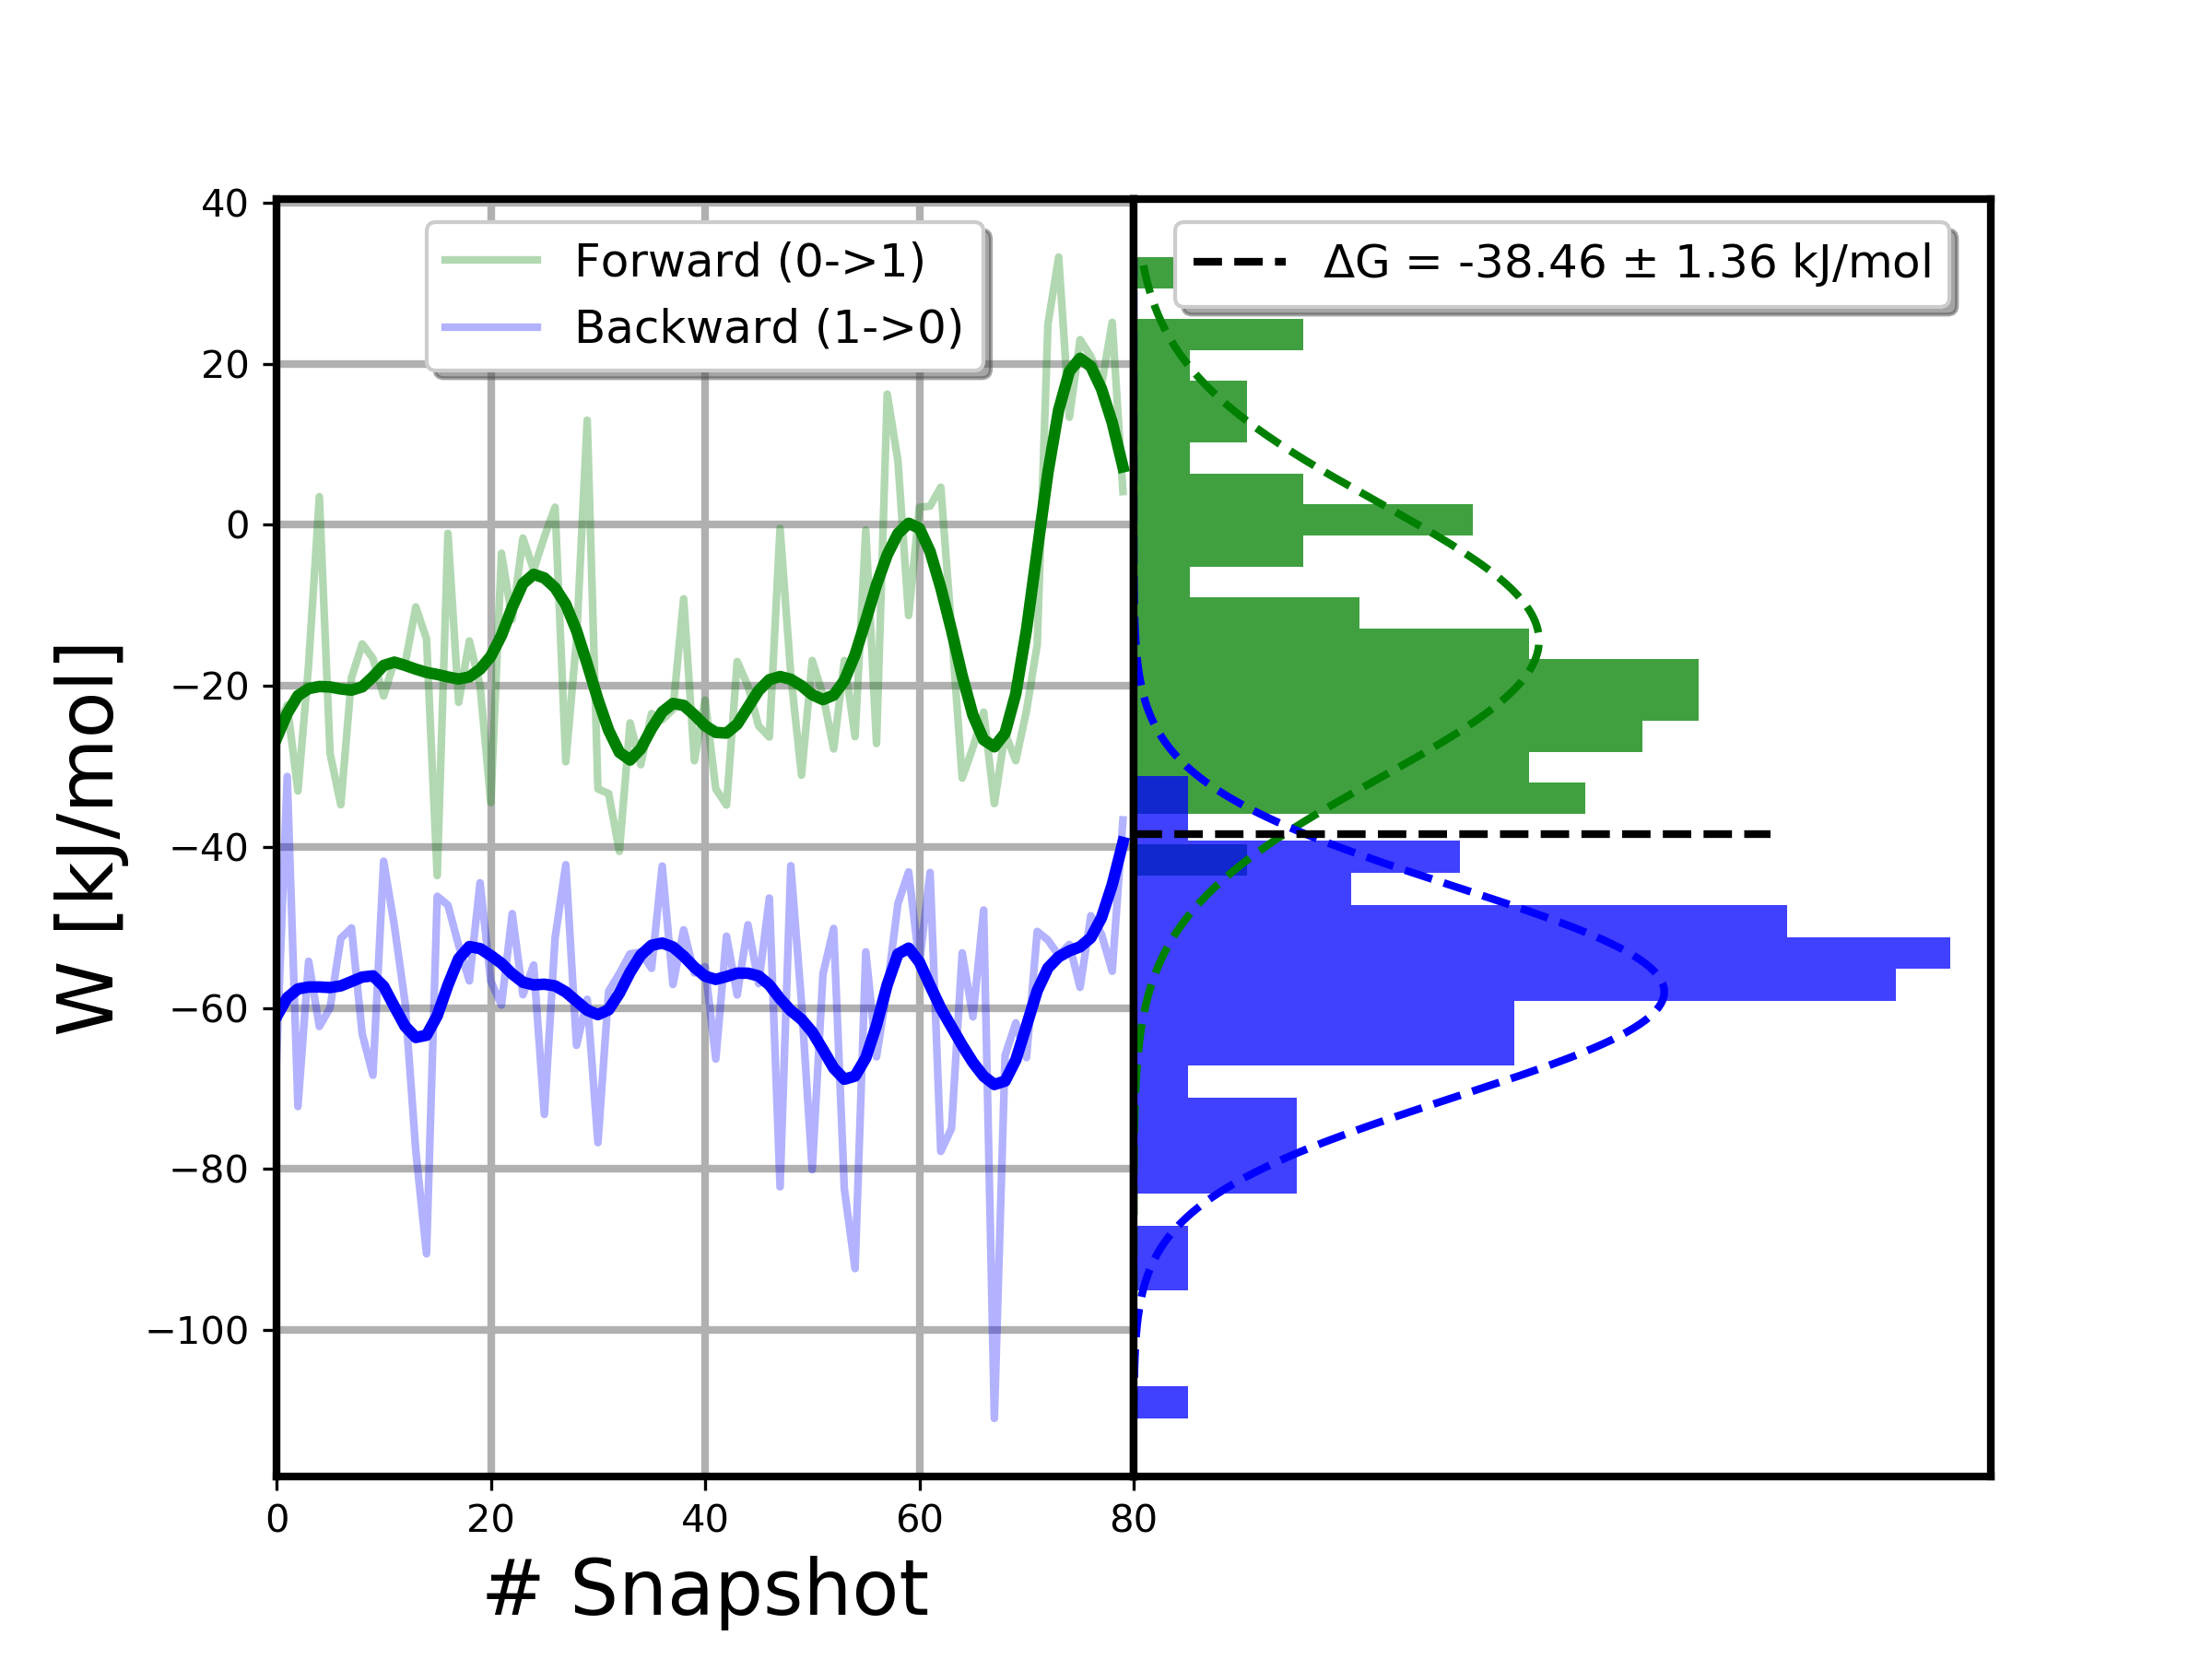 40
20
0
−20
−40
−60
−80
−100
W [kJ/mol]
Forward (0->1)
Backward (1->0)
ΔG = -38.46 ± 1.36 kJ/mol
0 20 40 60 80
# Snapshot